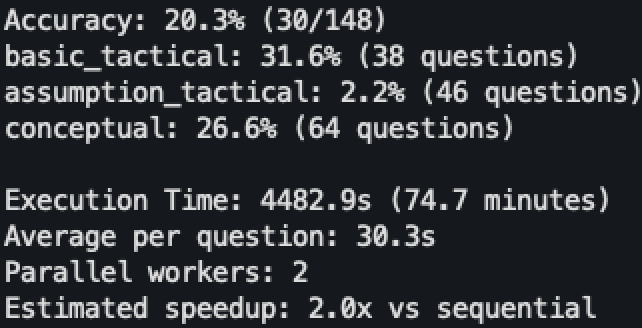 Accuracy: 20.3% (30/148)
basic_tactical: 31.6% (38 questions)
assumption_tactical: 2.2% (46 questions)
conceptual: 26.6% (64 questions)
Execution Time: 4482.9s (74.7 minutes)
Average per question: 30.3s
Parallel workers: 2
Estimated speedup: 2.0x vs sequential